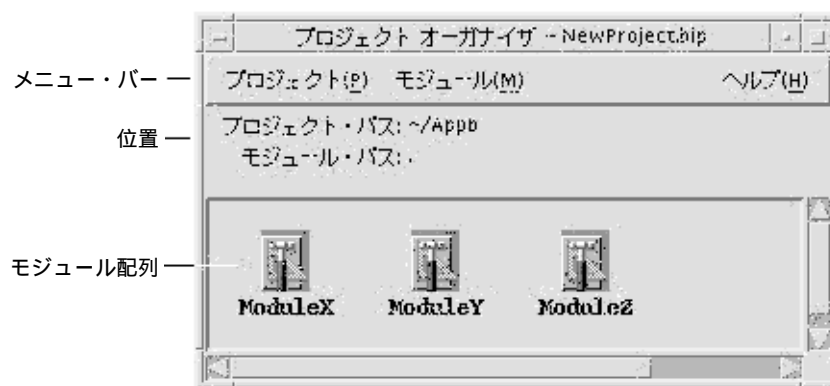 プロジェクト オーガナイザ - NewProject.bip
メニュー・バー
プロジェクト(P) モジュール(M) ヘルプ(H)
位置
プロジェクト・パス: ~/Appb
モジュール・パス: .
モジュール配列
ModuleX ModuleY ModuleZ